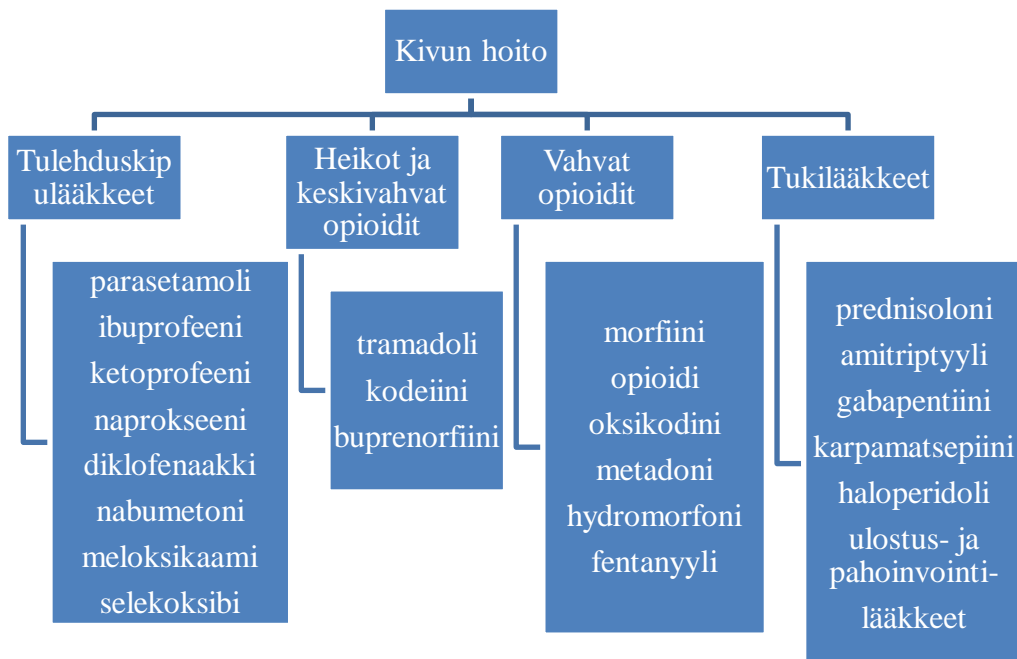 Kivun hoito
Tulehduskip
ulääkkeet
Heikot ja
keskivahvat
opioidit
Vahvat
opioidit
Tukilääkkeet
parasetamoli
ibuprofeeni
ketoprofeeni
naprokseeni
diklofenaakki
nabumetoni
meloksikaami
selekoksibi
tramadoli
kodeiini
buprenorfiini
morfiini
opioidi
oksikodini
metadoni
hydromorfoni
fentanyyli
prednisoloni
amitriptyyli
gabapentiini
karpamatsepiini
haloperidoli
ulostus- ja
pahoinvointi-
lääkkeet